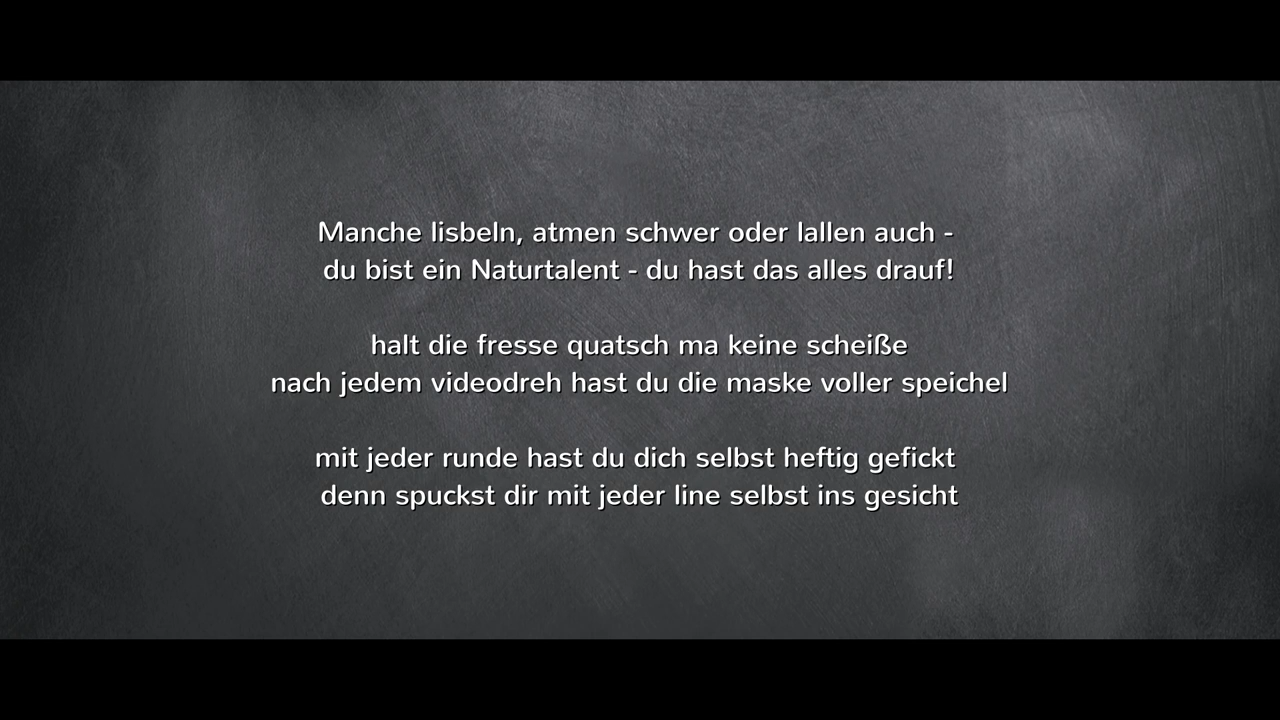 Manche lisbeln, atmen schwer oder lallen auch -
du bist ein Naturtalent - du hast das alles drauf!
halt die fresse quatsch ma keine scheiße
nach jedem videodreh hast du die maske voller speichel
mit jeder runde hast du dich selbst heftig gefickt
denn spuckst dir mit jeder line selbst ins gesicht